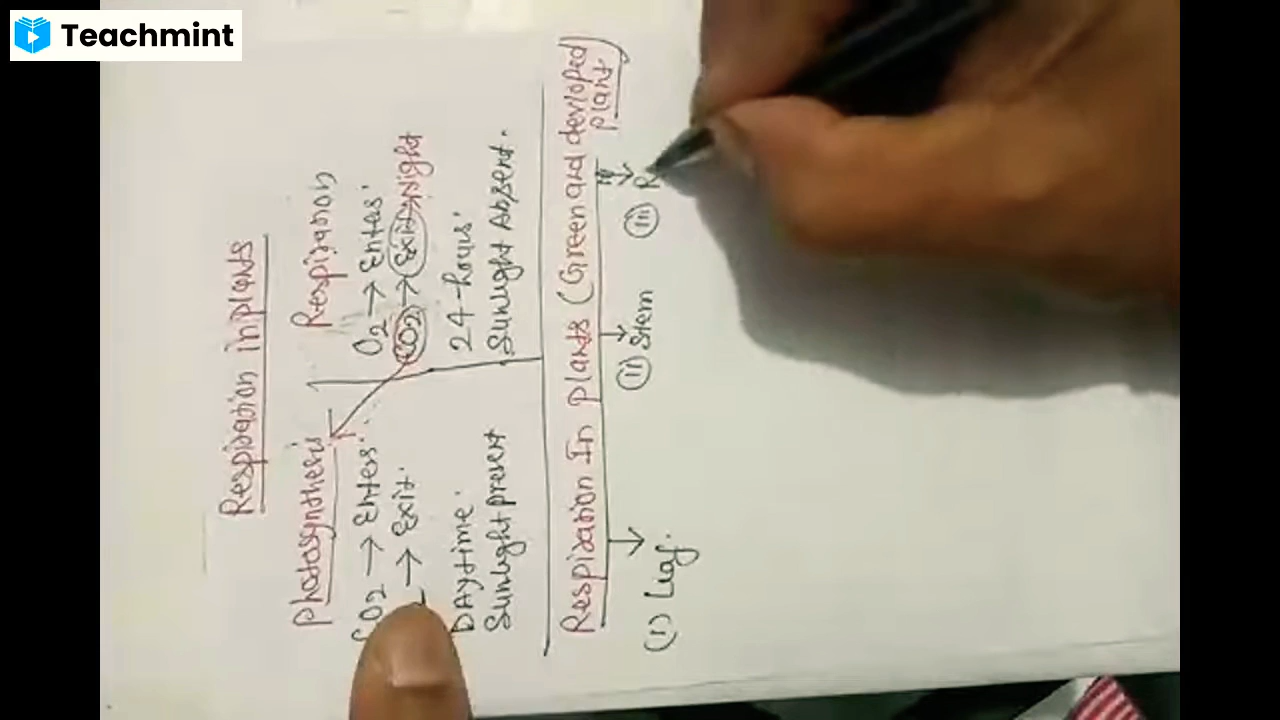 Teachmint
Respiration in plants
Photosynthesis
CO2 → Enters.
→ Exit.
DAytime.
Sunlight present
Respiration
O2 → Enters.
CO2 → Exit → Night
24-hours.
Sunlight Absent.
Respiration In plants (Green and devloped
plant)
(i) Leaf.
(ii) Stem
(iii) R